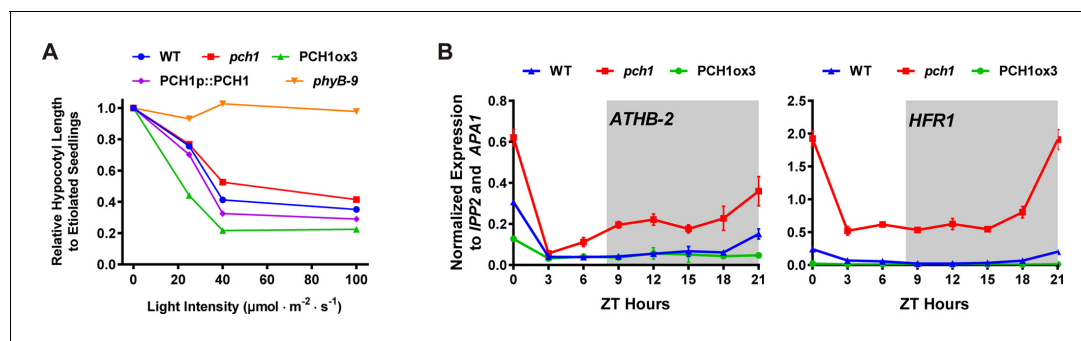 A
WT pch1 PCH1ox3
PCH1p::PCH1 phyB-9
Relative Hypocotyl Length
to Etiolated Seedlings
1.0
0.8
0.6
0.4
0.2
0
0 20 40 60 80 100
Light Intensity (μmol · m⁻² · s⁻¹)
B
WT pch1 PCH1ox3
Normalized Expression
to IPP2 and APA1
ATHB-2
0.8
0.6
0.4
0.2
0.0
0 3 6 9 12 15 18 21
ZT Hours
WT pch1 PCH1ox3
HFR1
2.5
2.0
1.5
1.0
0.5
0.0
0 3 6 9 12 15 18 21
ZT Hours